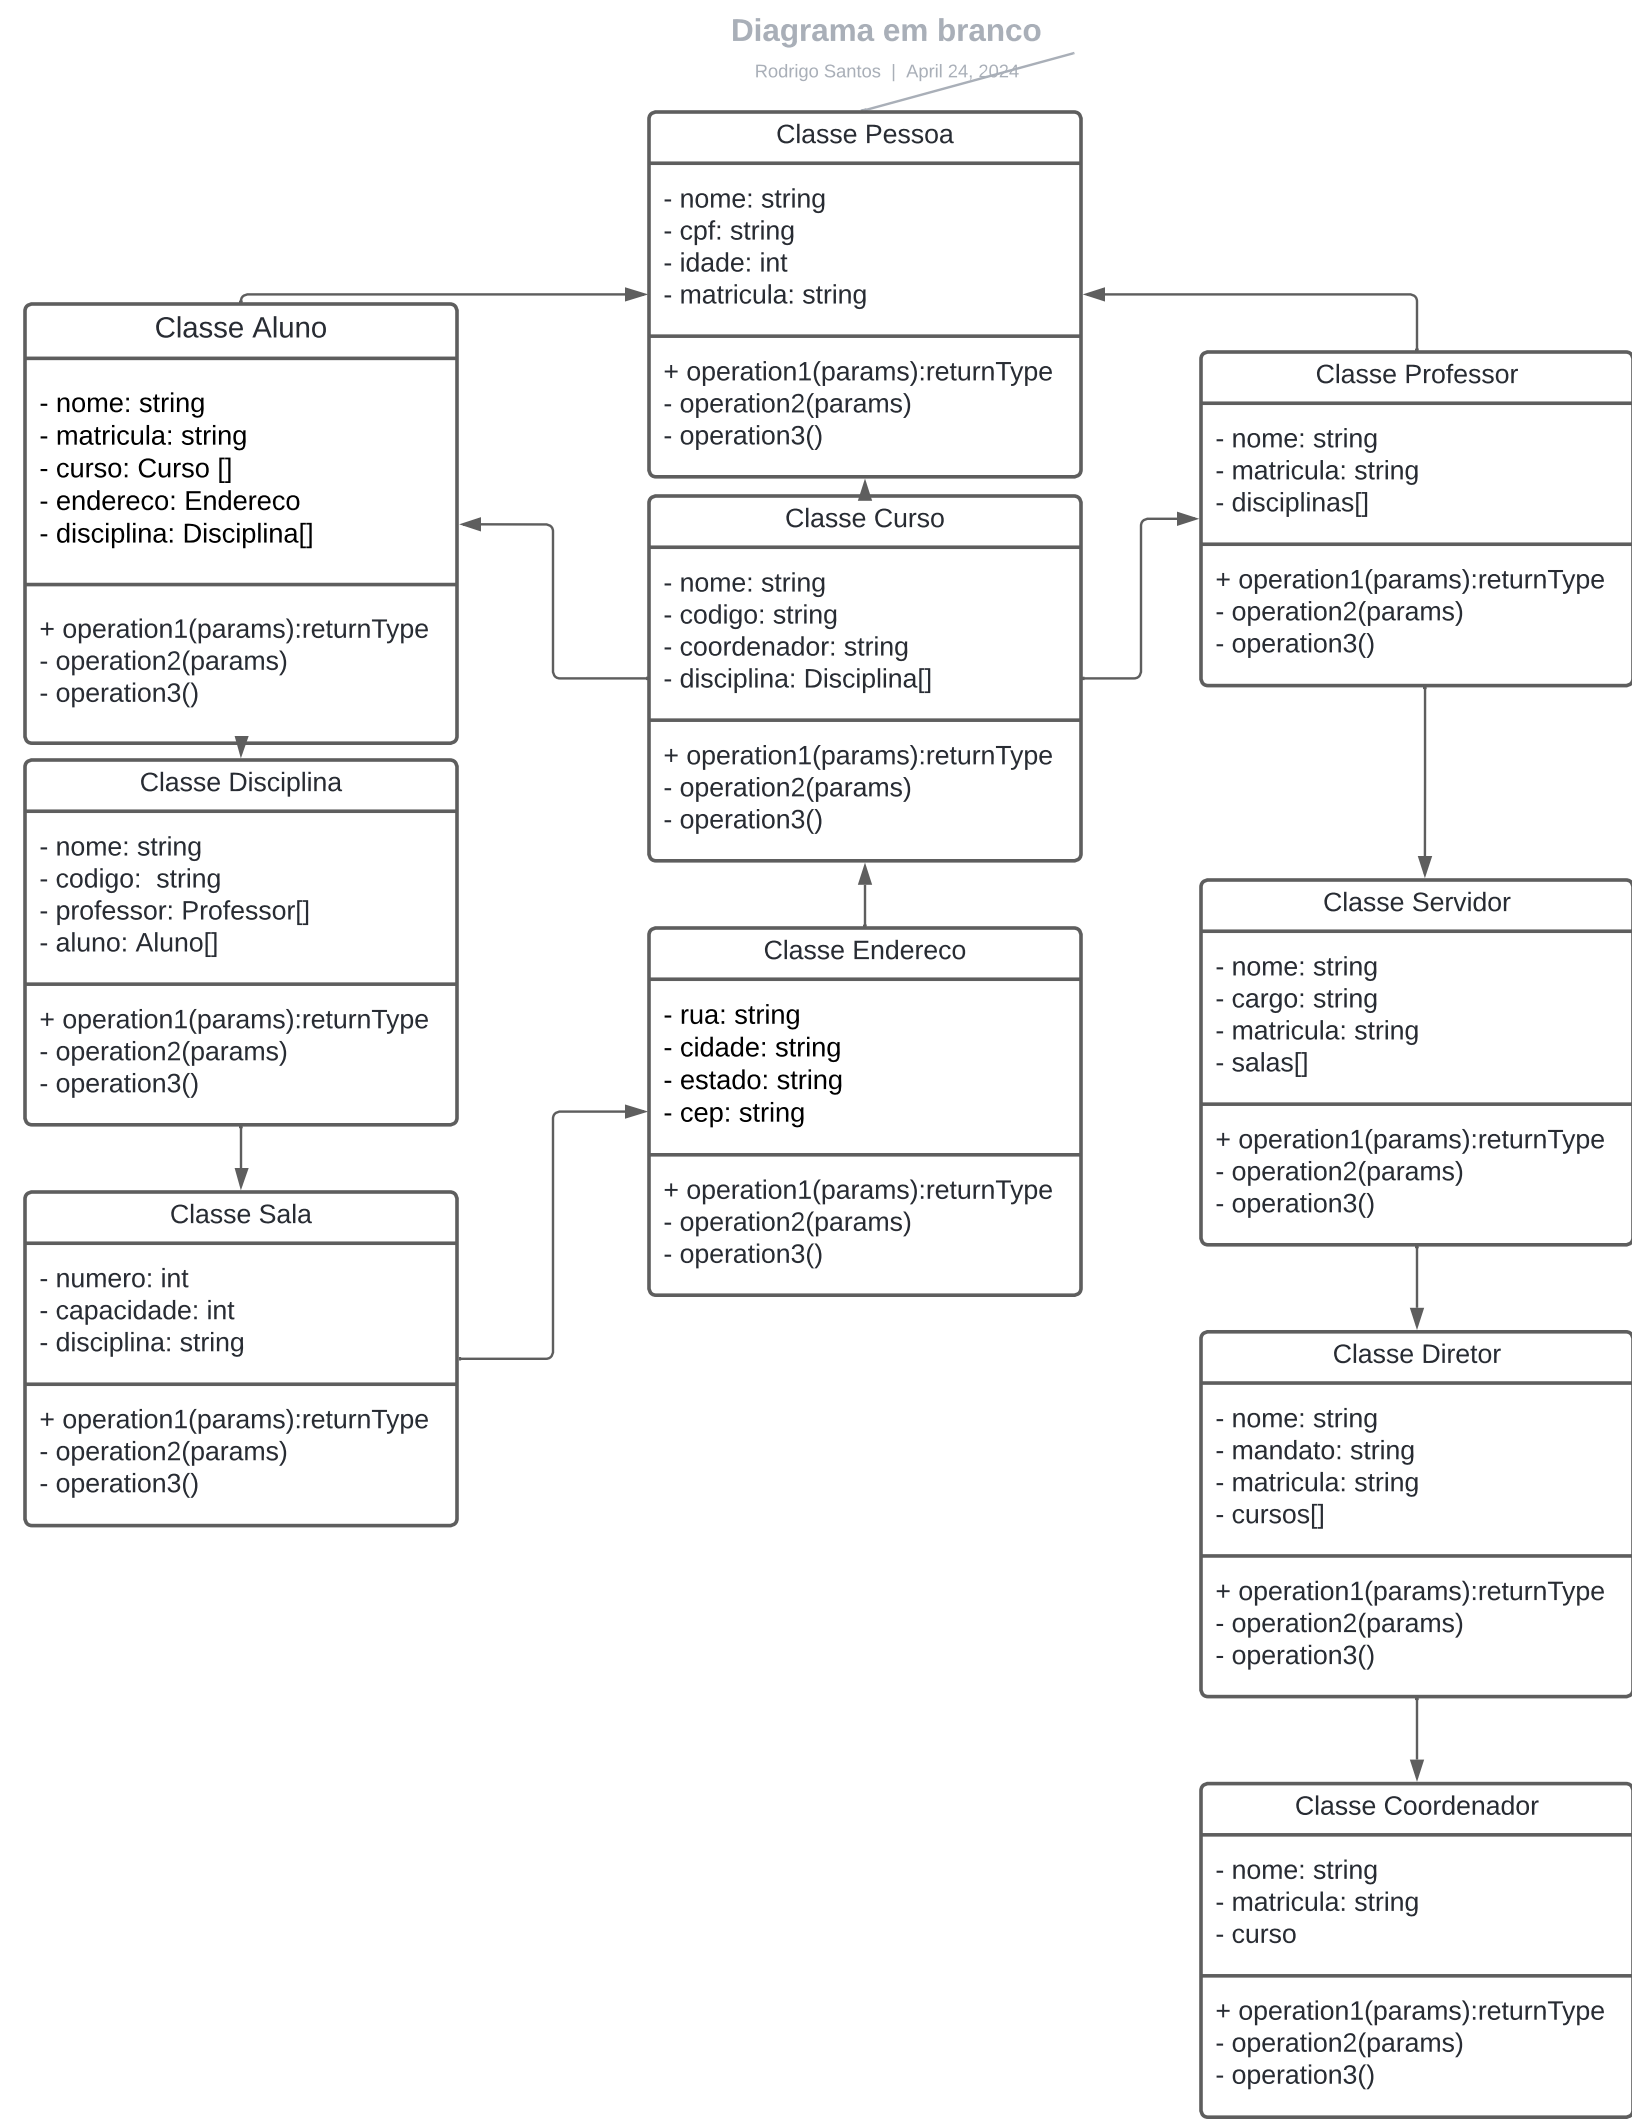 Diagrama em branco
Rodrigo Santos | April 24, 2024
Classe Pessoa
- nome: string
- cpf: string
- idade: int
- matricula: string
+ operation1(params):returnType
- operation2(params)
- operation3()
Classe Aluno
- nome: string
- matricula: string
- curso: Curso []
- endereco: Endereco
- disciplina: Disciplina[]
+ operation1(params):returnType
- operation2(params)
- operation3()
Classe Professor
- nome: string
- matricula: string
- disciplinas[]
+ operation1(params):returnType
- operation2(params)
- operation3()
Classe Curso
- nome: string
- codigo: string
- coordenador: string
- disciplina: Disciplina[]
+ operation1(params):returnType
- operation2(params)
- operation3()
Classe Disciplina
- nome: string
- codigo:  string
- professor: Professor[]
- aluno: Aluno[]
+ operation1(params):returnType
- operation2(params)
- operation3()
Classe Servidor
- nome: string
- cargo: string
- matricula: string
- salas[]
+ operation1(params):returnType
- operation2(params)
- operation3()
Classe Endereco
- rua: string
- cidade: string
- estado: string
- cep: string
+ operation1(params):returnType
- operation2(params)
- operation3()
Classe Sala
- numero: int
- capacidade: int
- disciplina: string
+ operation1(params):returnType
- operation2(params)
- operation3()
Classe Diretor
- nome: string
- mandato: string
- matricula: string
- cursos[]
+ operation1(params):returnType
- operation2(params)
- operation3()
Classe Coordenador
- nome: string
- matricula: string
- curso
+ operation1(params):returnType
- operation2(params)
- operation3()